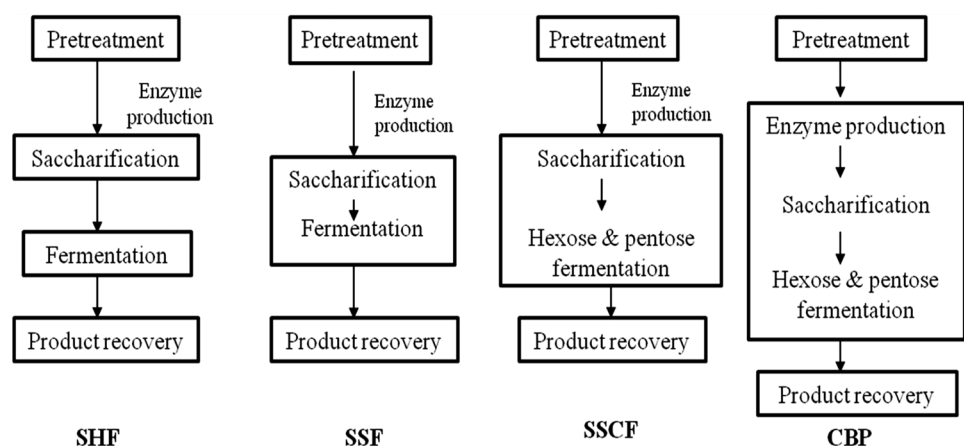 Pretreatment
Enzyme
production
Saccharification
Fermentation
Product recovery
SHF
Pretreatment
Enzyme
production
Saccharification
Fermentation
Product recovery
SSF
Pretreatment
Enzyme
production
Saccharification
Hexose & pentose
fermentation
Product recovery
SSCF
Pretreatment
Enzyme production
Saccharification
Hexose & pentose
fermentation
Product recovery
CBP